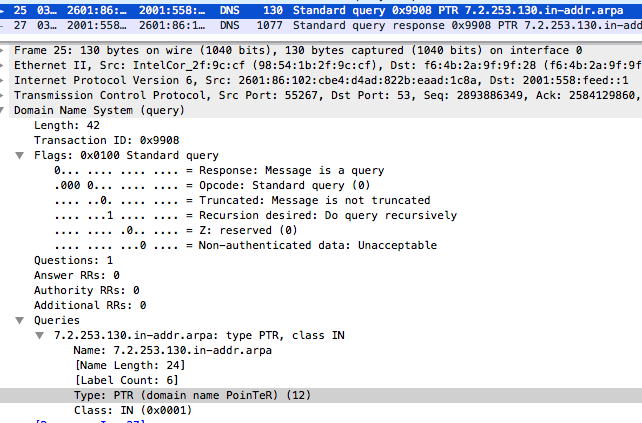 25 03… 2601:86:… 2001:558:… DNS 130 Standard query 0x9908 PTR 7.2.253.130.in-addr.arpa
27 03… 2001:558… 2601:86:1… DNS 1077 Standard query response 0x9908 PTR 7.2.253.130.in-add
Frame 25: 130 bytes on wire (1040 bits), 130 bytes captured (1040 bits) on interface 0
Ethernet II, Src: IntelCor_2f:9c:cf (98:54:1b:2f:9c:cf), Dst: f6:4b:2a:9f:9f:28 (f6:4b:2a:9f:9f
Internet Protocol Version 6, Src: 2601:86:102:cbe4:d4ad:822b:eaad:1c8a, Dst: 2001:558:feed::1
Transmission Control Protocol, Src Port: 55267, Dst Port: 53, Seq: 2893886349, Ack: 2584129860,
Domain Name System (query)
Length: 42
Transaction ID: 0x9908
Flags: 0x0100 Standard query
0... .... .... .... = Response: Message is a query
.000 0... .... .... = Opcode: Standard query (0)
.... ..0. .... .... = Truncated: Message is not truncated
.... ...1 .... .... = Recursion desired: Do query recursively
.... .... .0.. .... = Z: reserved (0)
.... .... ...0 .... = Non-authenticated data: Unacceptable
Questions: 1
Answer RRs: 0
Authority RRs: 0
Additional RRs: 0
Queries
7.2.253.130.in-addr.arpa: type PTR, class IN
Name: 7.2.253.130.in-addr.arpa
[Name Length: 24]
[Label Count: 6]
Type: PTR (domain name PoinTeR) (12)
Class: IN (0x0001)